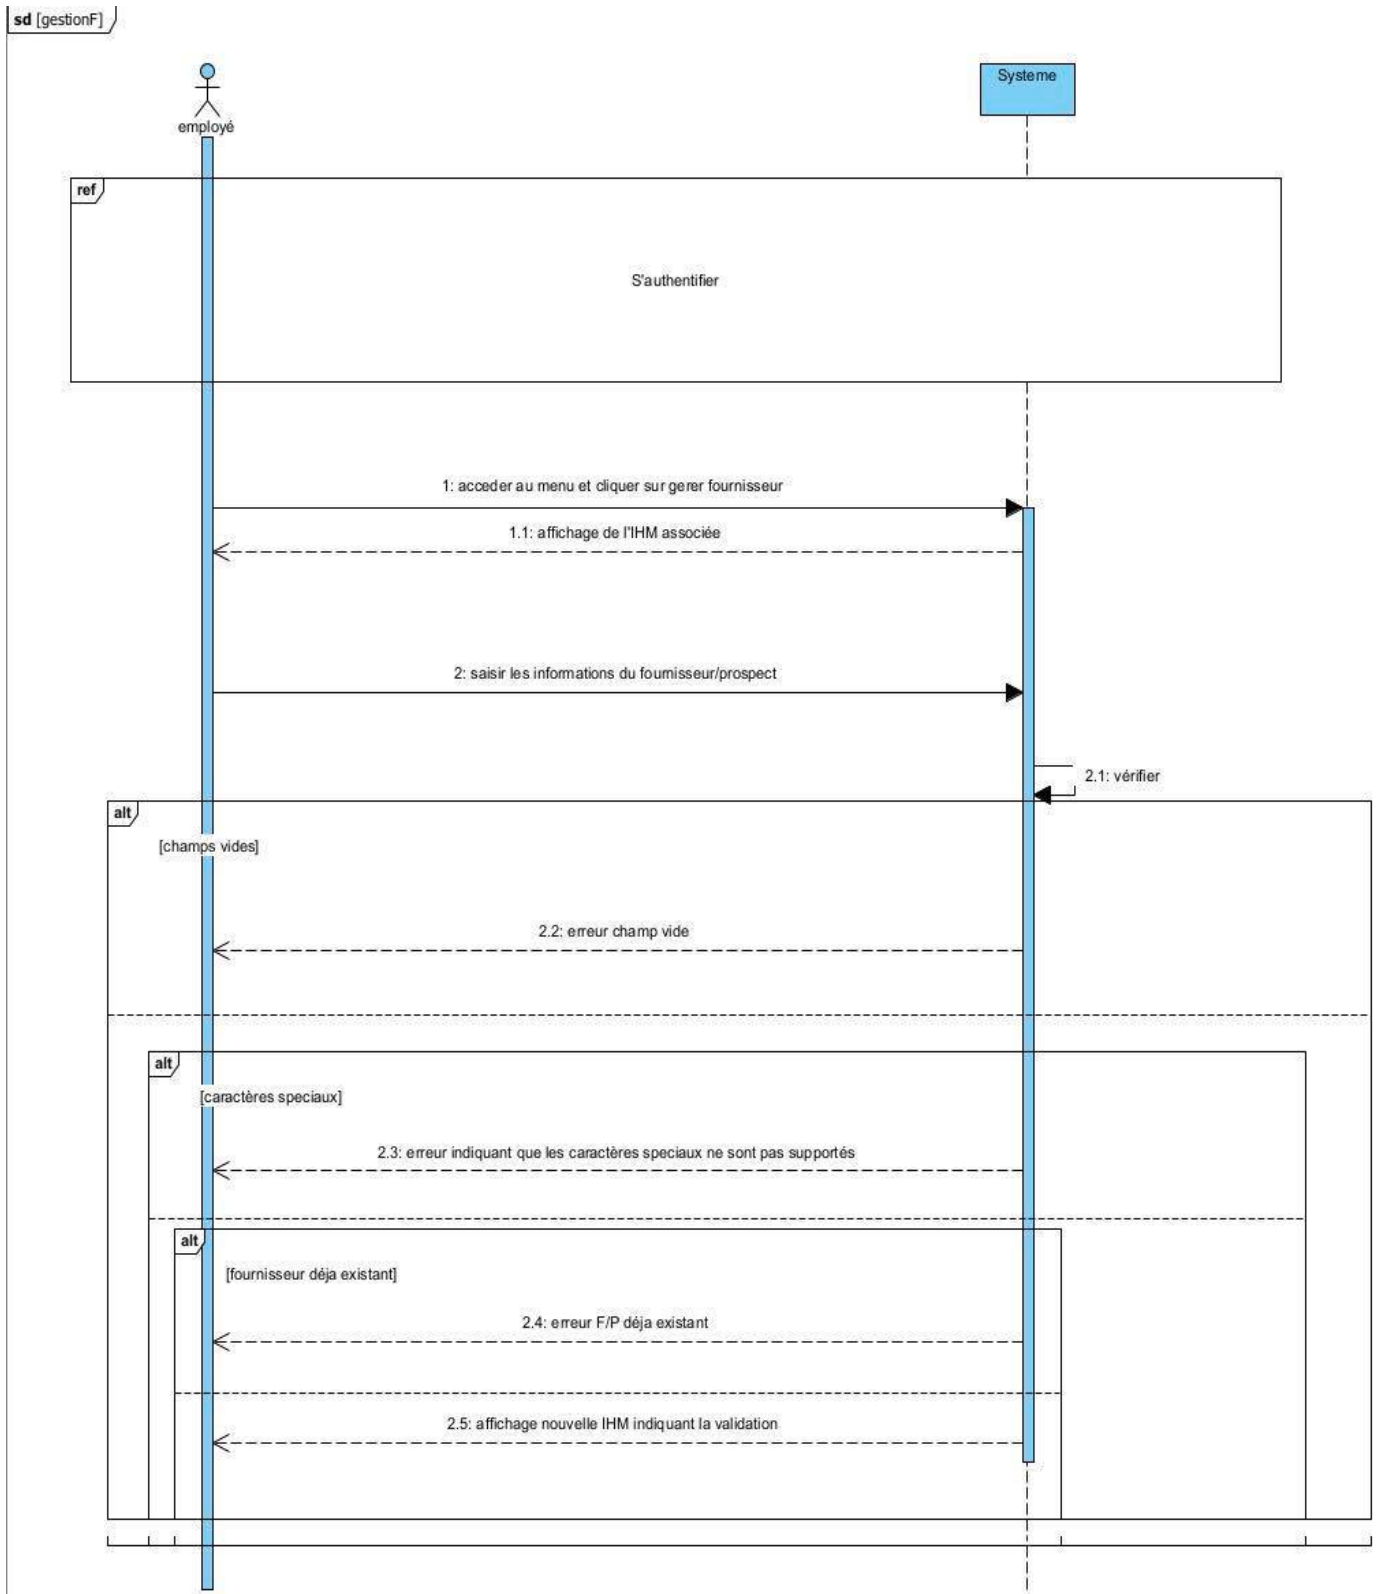 sd [gestionF]
employé
Systeme
ref
S'authentifier
1: acceder au menu et cliquer sur gerer fournisseur
1.1: affichage de l'IHM associée
2: saisir les informations du fournisseur/prospect
2.1: vérifier
alt
[champs vides]
2.2: erreur champ vide
alt
[caractères speciaux]
2.3: erreur indiquant que les caractères speciaux ne sont pas supportés
alt
[fournisseur déja existant]
2.4: erreur F/P déja existant
2.5: affichage nouvelle IHM indiquant la validation